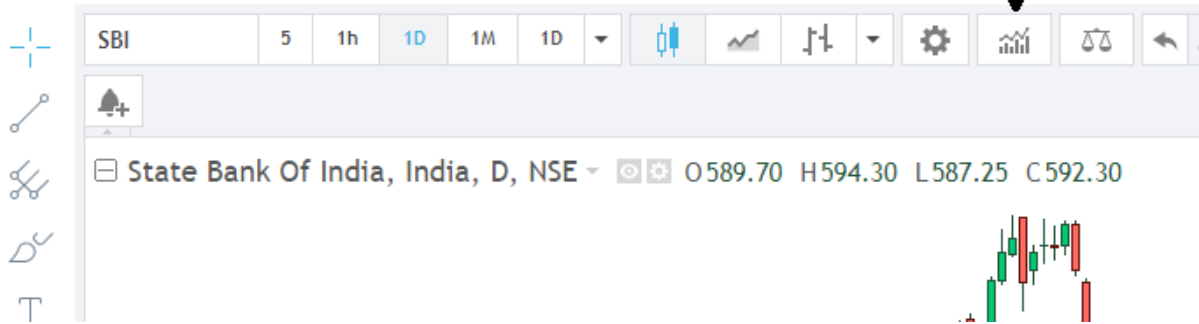 SBI 5 1h 1D 1M 1D
State Bank Of India, India, D, NSE O589.70 H594.30 L587.25 C592.30
T